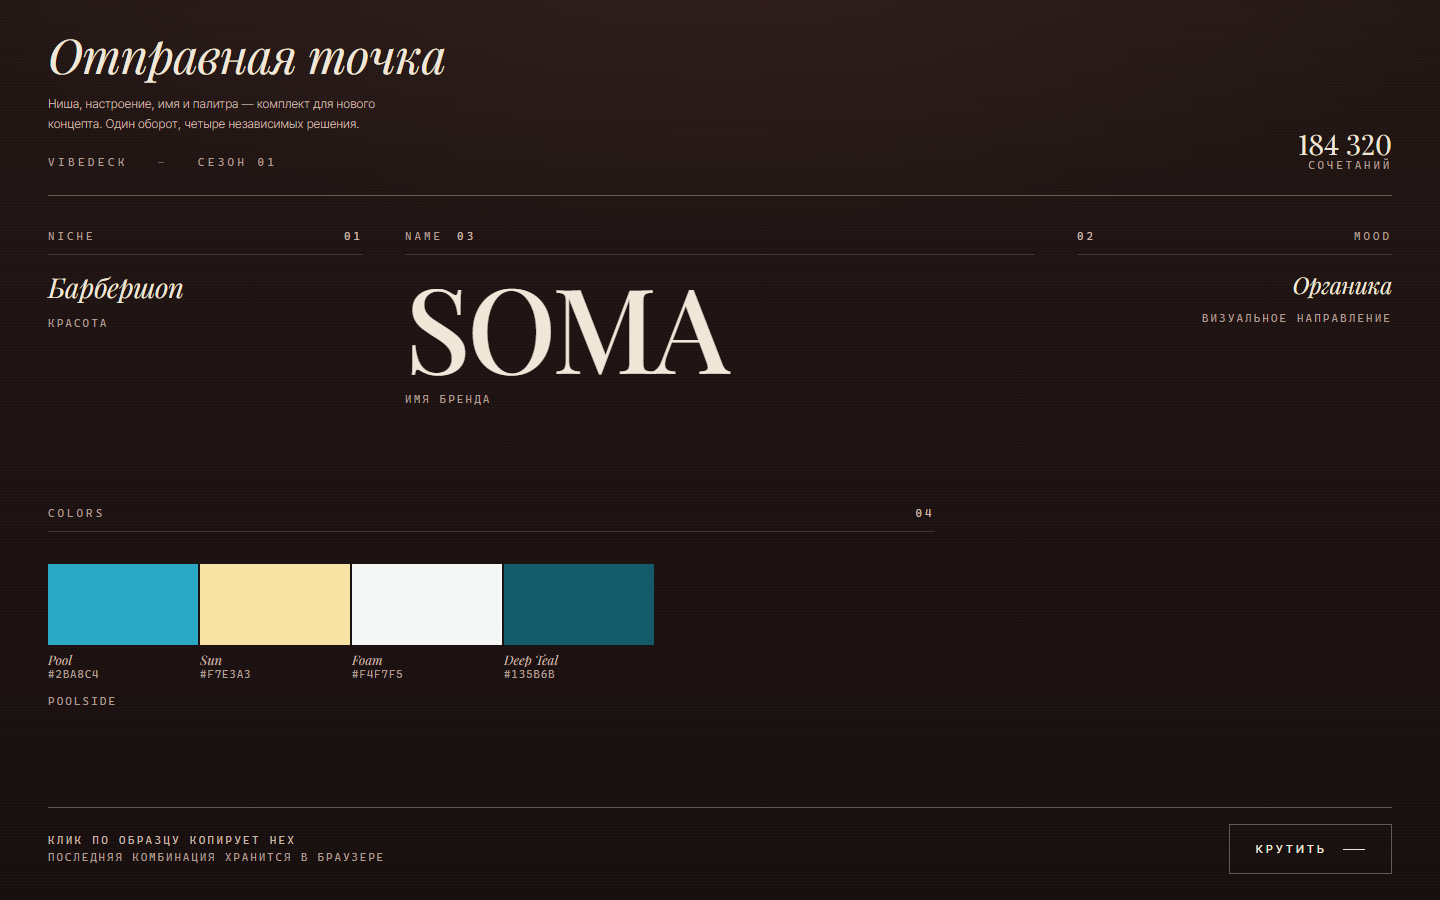 Отправная точка
Ниша, настроение, имя и палитра — комплект для нового
концепта. Один оборот, четыре независимых решения.
VIBEDECK — СЕЗОН 01
184 320
СОЧЕТАНИЙ
NICHE 01
Барбершоп
КРАСОТА
NAME 03
SOMA
ИМЯ БРЕНДА
02 MOOD
Органика
ВИЗУАЛЬНОЕ НАПРАВЛЕНИЕ
COLORS 04
Pool Sun Foam Deep Teal
#2BA8C4 #F7E3A3 #F4F7F5 #135B6B
POOLSIDE
КЛИК ПО ОБРАЗЦУ КОПИРУЕТ HEX
ПОСЛЕДНЯЯ КОМБИНАЦИЯ ХРАНИТСЯ В БРАУЗЕРЕ
КРУТИТЬ —